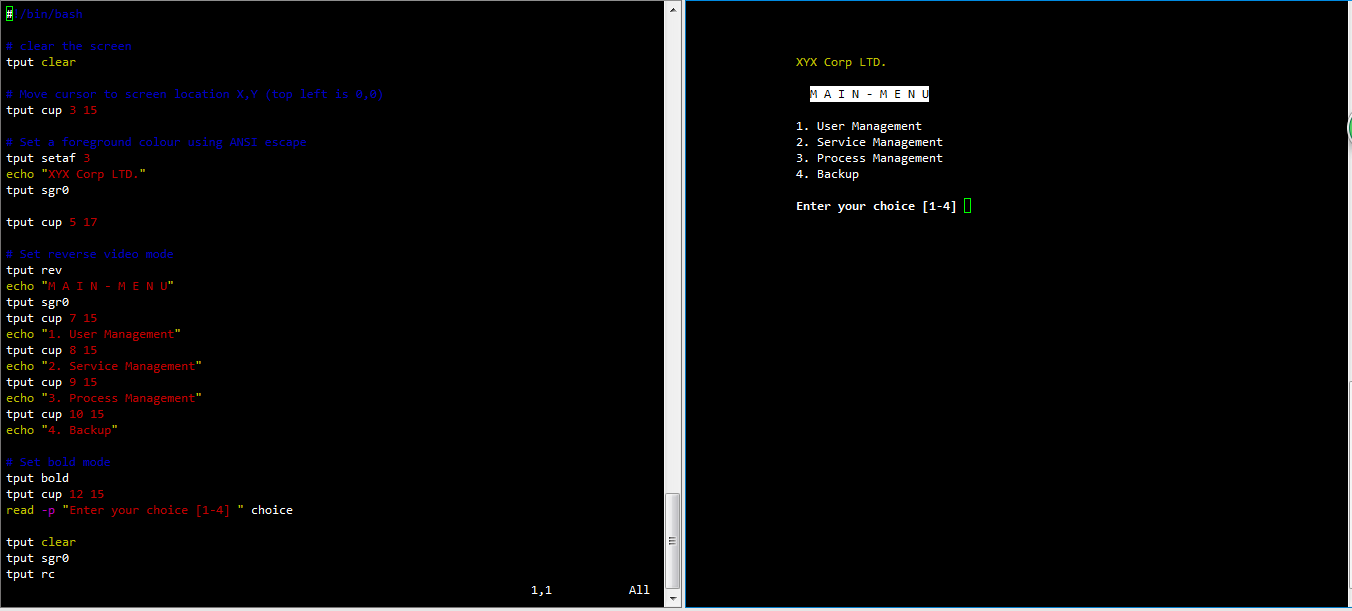 #!/bin/bash
# clear the screen
tput clear
# Move cursor to screen location X,Y (top left is 0,0)
tput cup 3 15
# Set a foreground colour using ANSI escape
tput setaf 3
echo "XYX Corp LTD."
tput sgr0
tput cup 5 17
# Set reverse video mode
tput rev
echo "M A I N - M E N U"
tput sgr0
tput cup 7 15
echo "1. User Management"
tput cup 8 15
echo "2. Service Management"
tput cup 9 15
echo "3. Process Management"
tput cup 10 15
echo "4. Backup"
# Set bold mode
tput bold
tput cup 12 15
read -p "Enter your choice [1-4] " choice
tput clear
tput sgr0
tput rc
1,1 All
XYX Corp LTD.
M A I N - M E N U
1. User Management
2. Service Management
3. Process Management
4. Backup
Enter your choice [1-4]